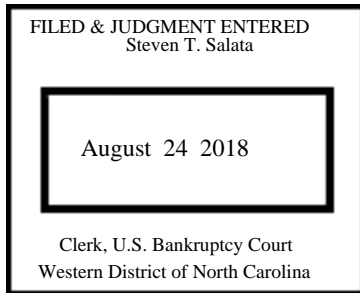 FILED & JUDGMENT ENTERED
Steven T. Salata
August 24 2018
Clerk, U.S. Bankruptcy Court
Western District of North Carolina